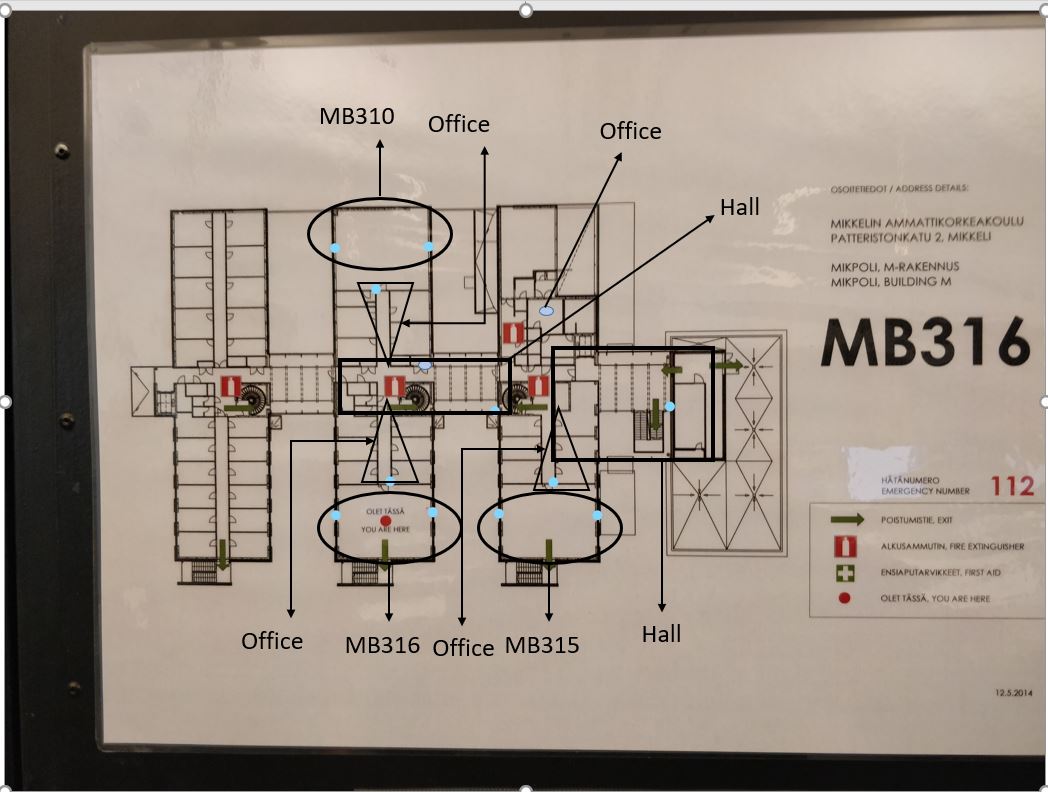 MB310
Office
Office
Hall
OSOITETIEDOT / ADDRESS DETAILS:
MIKKELIN AMMATTIKORKEAKOULU
PATTERISTONKATU 2, MIKKELI
MIKPOLI, M-RAKENNUS
MIKPOLI, BUILDING M
MB316
HÄTÄNUMERO
EMERGENCY NUMBER 112
OLET TÄSSÄ
YOU ARE HERE
POISTUMISTIE, EXIT
ALKUSAMMUTIN, FIRE EXTINGUISHER
ENSIAPUTARVIKKEET, FIRST AID
OLET TÄSSÄ, YOU ARE HERE
Office
MB316
Office
MB315
Hall
12.5.2014